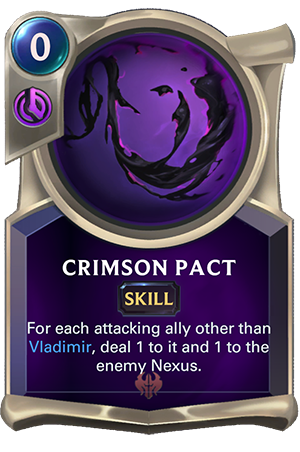 0
CRIMSON PACT
SKILL
For each attacking ally other than
Vladimir, deal 1 to it and 1 to the
enemy Nexus.